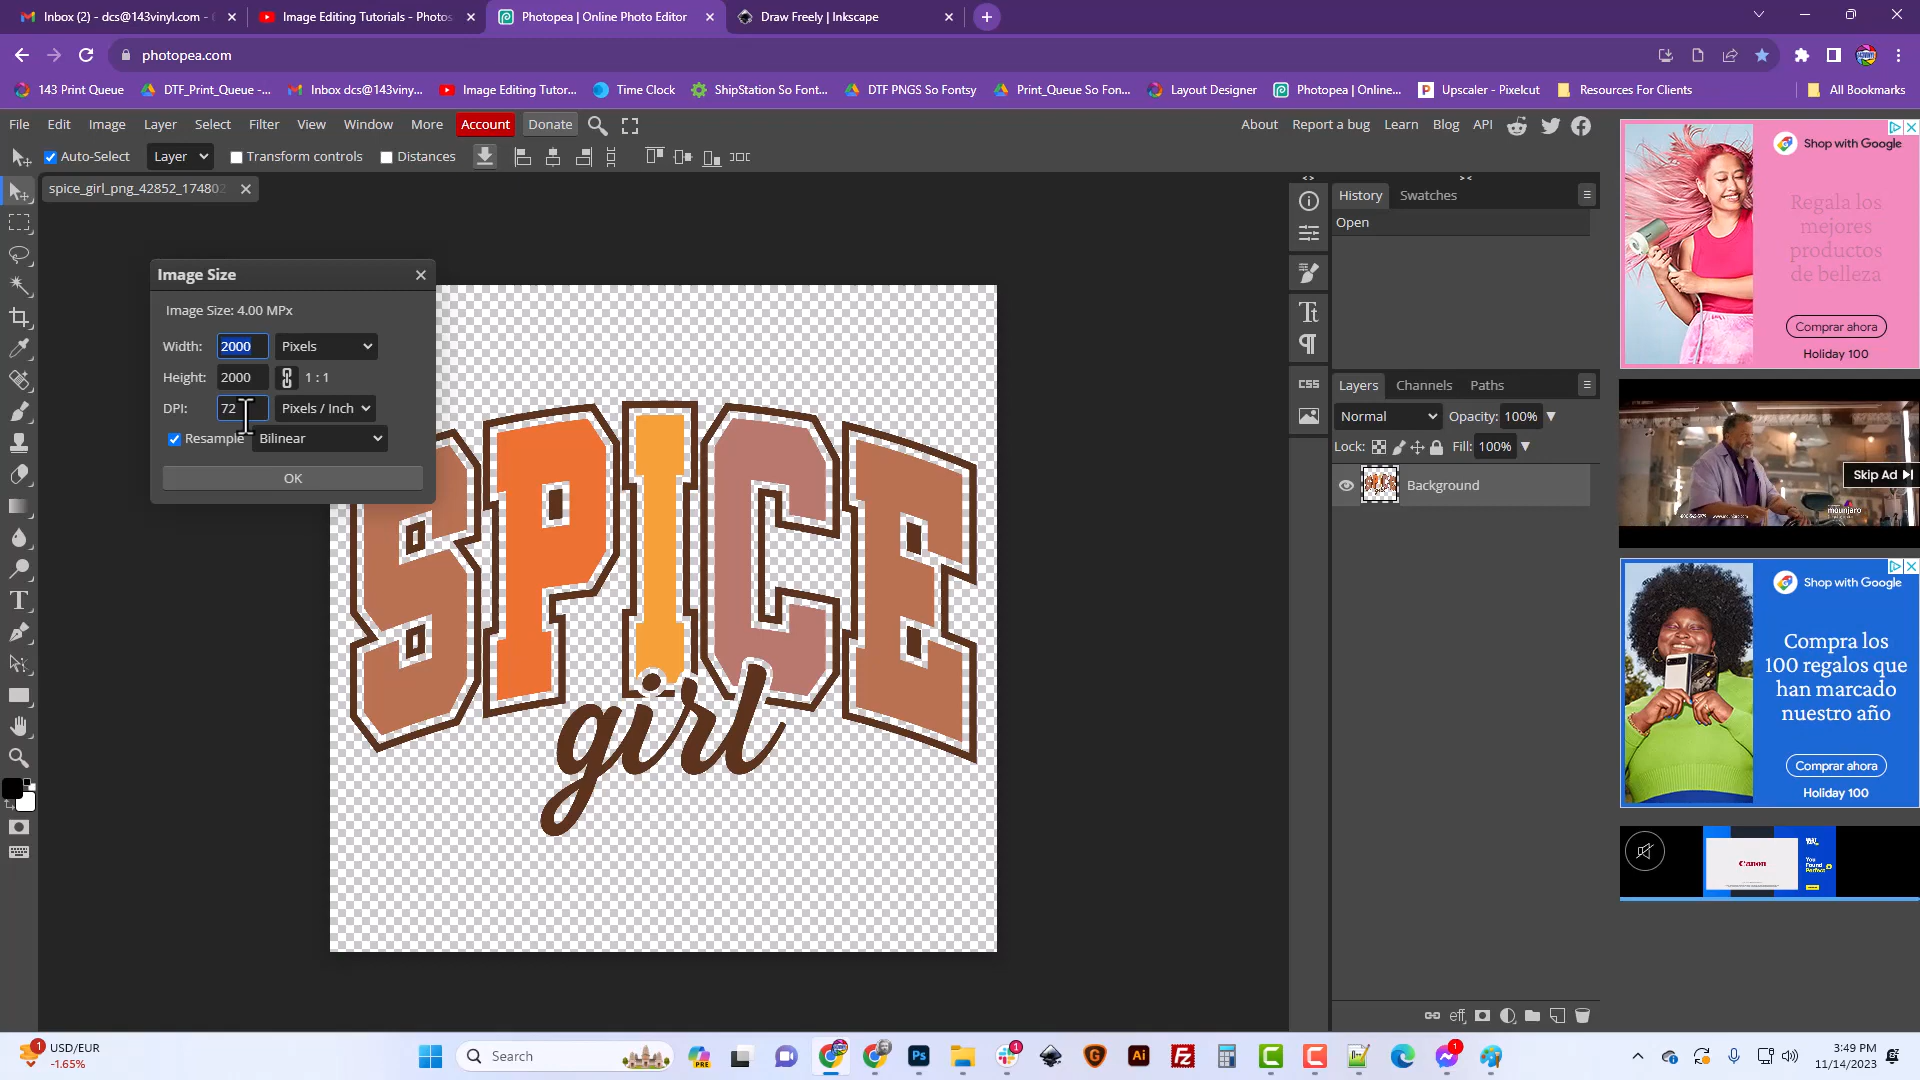 Inbox (2) - dcs@143vinyl.com -
Image Editing Tutorials - Photos
Photopea | Online Photo Editor
Draw Freely | Inkscape
photopea.com
143 Print Queue
DTF_Print_Queue -...
Inbox dcs@143viny...
Image Editing Tutor...
Time Clock
ShipStation So Font...
DTF PNGS So Fontsy
Print_Queue So Fon...
Layout Designer
Photopea | Online...
Upscaler - Pixelcut
Resources For Clients
All Bookmarks
File Edit Image Layer Select Filter View Window More Account Donate
About Report a bug Learn Blog API
Auto-Select Layer Transform controls Distances
spice_girl_png_42852_174802
Image Size
Image Size: 4.00 MPx
Width: 2000 Pixels
Height: 2000 1 : 1
DPI: 72 Pixels / Inch
Resample Bilinear
OK
SPICE
girl
History Swatches
Open
CSS
Layers Channels Paths
Normal Opacity: 100%
Lock: Fill: 100%
Background
eff
Shop with Google
Regala los
mejores
productos
de belleza
Comprar ahora
Holiday 100
Skip Ad
mounjaro
Shop with Google
Compra los
100 regalos que
han marcado
nuestro año
Comprar ahora
Holiday 100
Canon
USD/EUR
-1.65%
Search
PRE
Ps
Ai
3:49 PM
11/14/2023